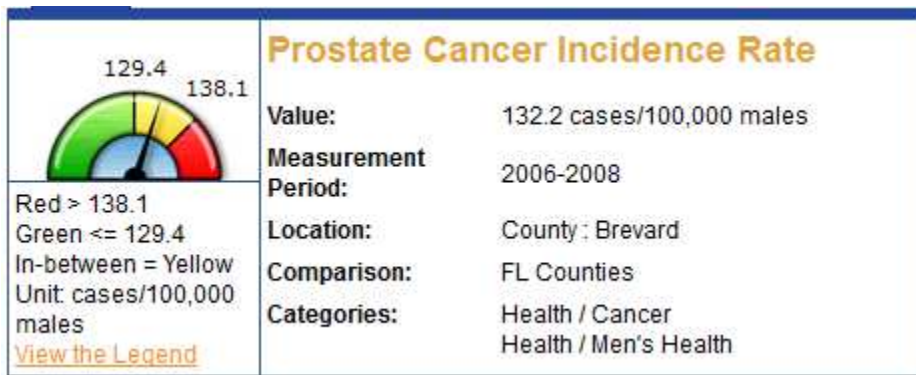 129.4
138.1
Red > 138.1
Green <= 129.4
In-between = Yellow
Unit: cases/100,000
males
View the Legend
Prostate Cancer Incidence Rate
Value: 132.2 cases/100,000 males
Measurement
Period: 2006-2008
Location: County : Brevard
Comparison: FL Counties
Categories: Health / Cancer
Health / Men's Health